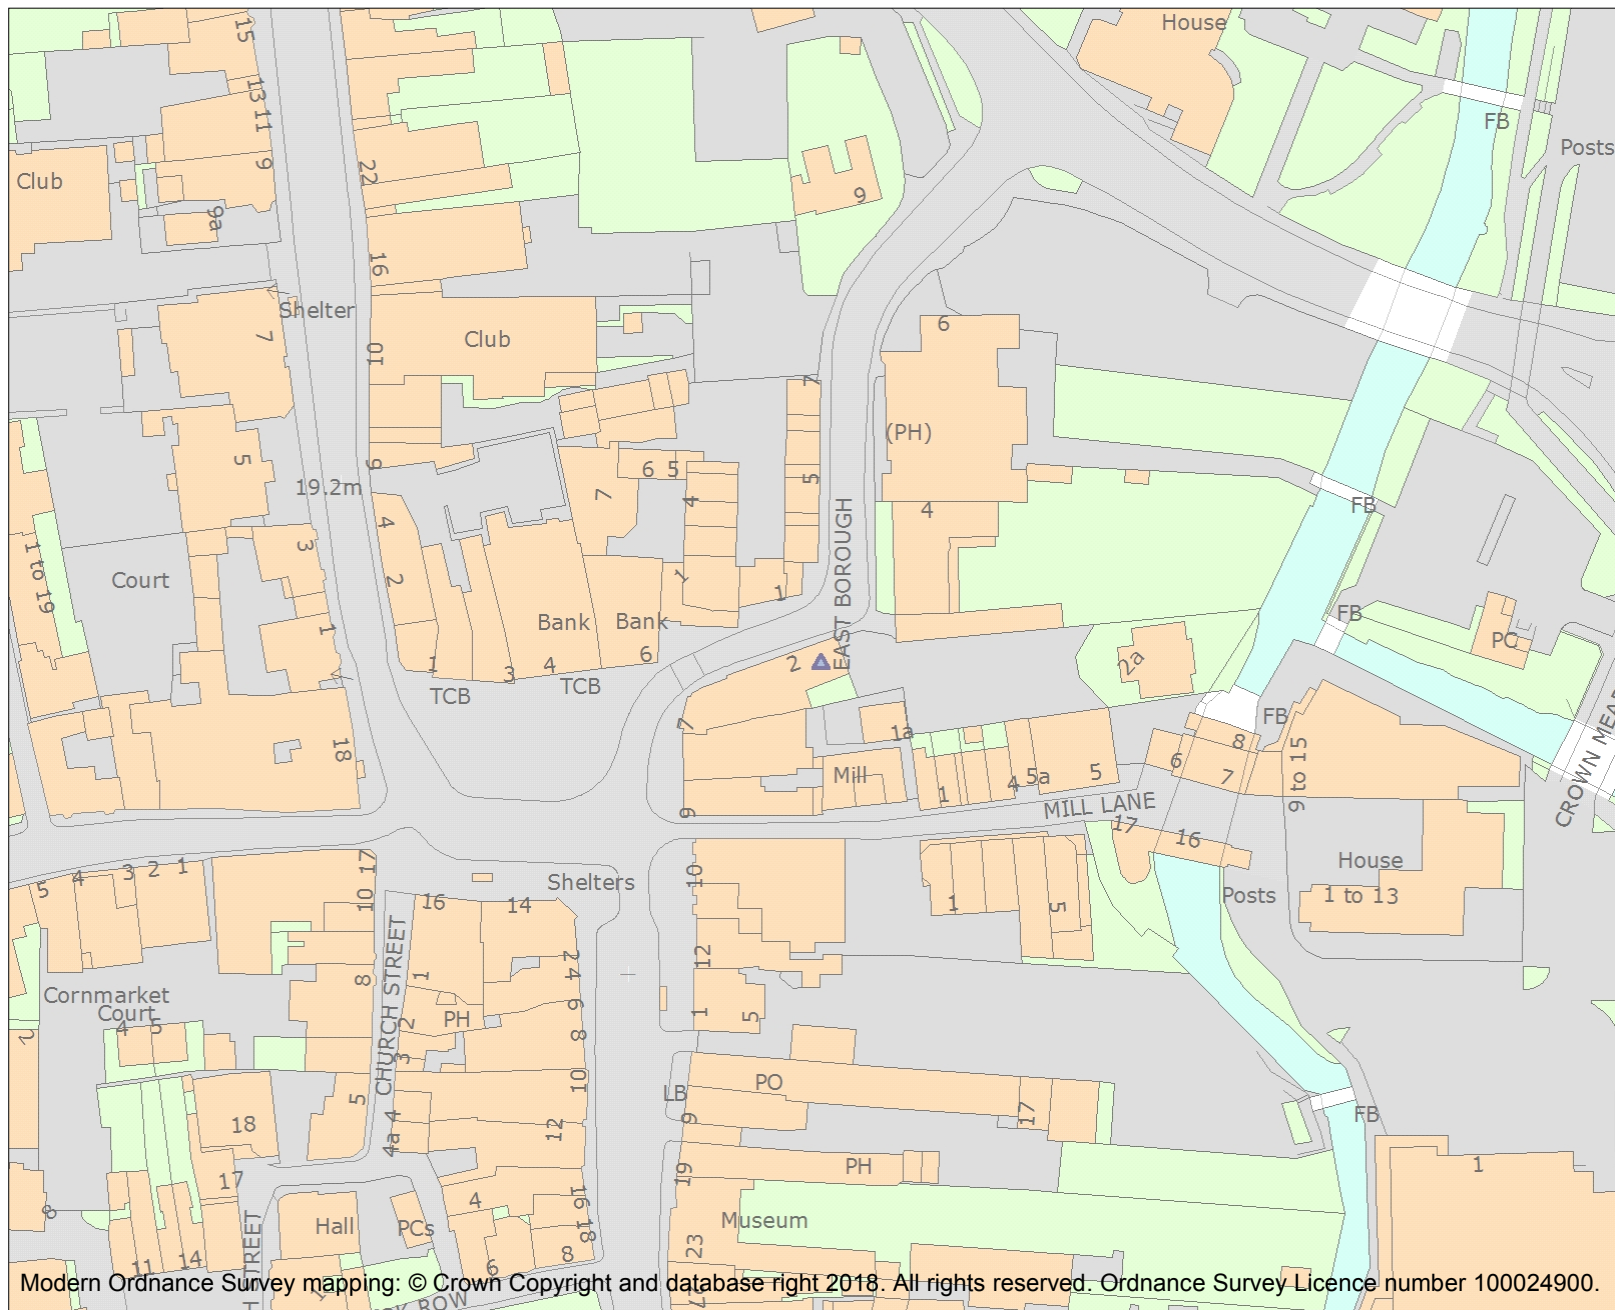 15
House
13
11
FB
Posts
9
22
Club
9
9a
16
Shelter
6
7
Club
10
7
(PH)
5
6
6 5
5
19.2m
7
4
4
FB
4
EAST BOROUGH
3
1 to 19
Court
2
1
1
FB
1
Bank
Bank
PC
6
2
1
3
4
2a
TCB
TCB
7
1a
FB
8
18
Mill
5a
5
6
7
9 to 15
1
4
CROWN MEAD
9
MILL LANE
17
16
House
17
1
2
3
4
5
Shelters
10
10
16
14
1
5
Posts
1 to 13
CHURCH STREET
12
24
1
8
Cornmarket
Court
4
5
2
PH
2
6
1
5
8
3
PO
10
LB
5
17
FB
9
4
12
18
4a
PH
1
19
17
4
16
8
Hall
PCs
18
Museum
23
11
14
6
8
STREET
Modern Ordnance Survey mapping: © Crown Copyright and database right 2018. All rights reserved. Ordnance Survey Licence number 100024900.
ROW